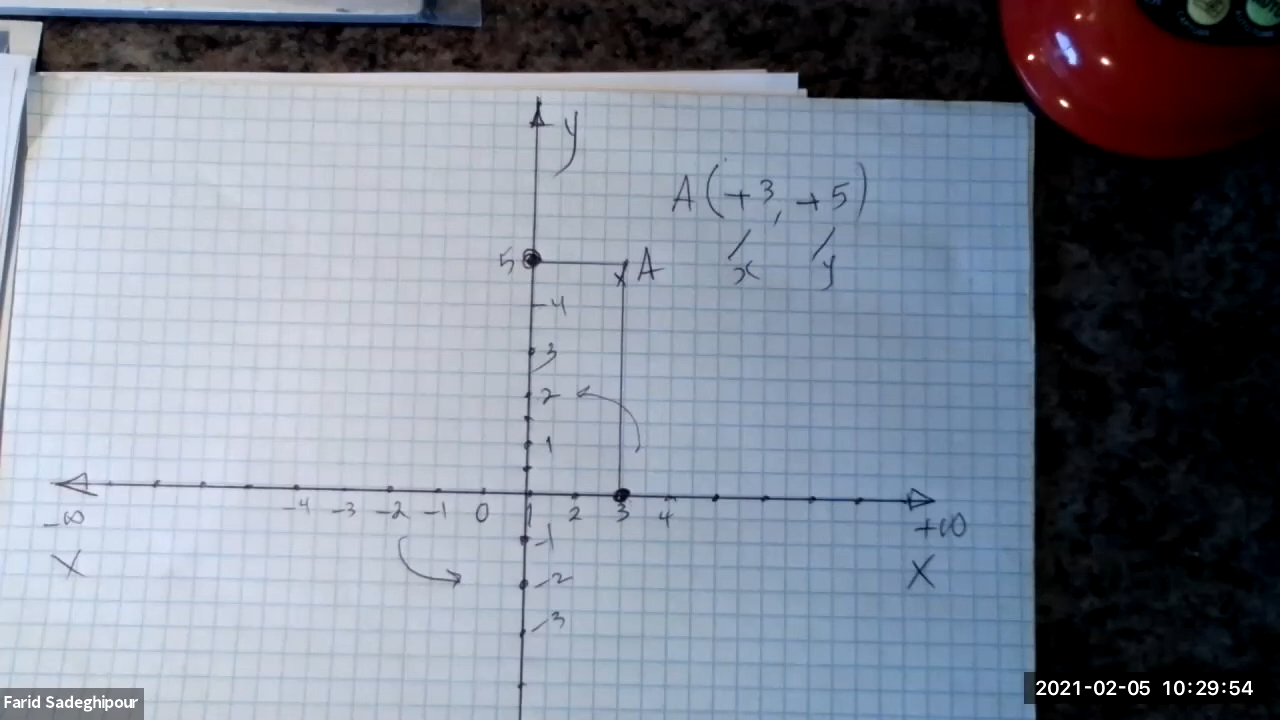 y
A(+3, +5)
x y
5 A
4
3
2
1
-4 -3 -2 -1 0 1 2 3 4
-∞ +∞
-1
X X
-2
-3
Farid Sadeghipour
2021-02-05 10:29:54